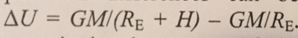 ΔU = GM/(R_E + H) − GM/R_E.